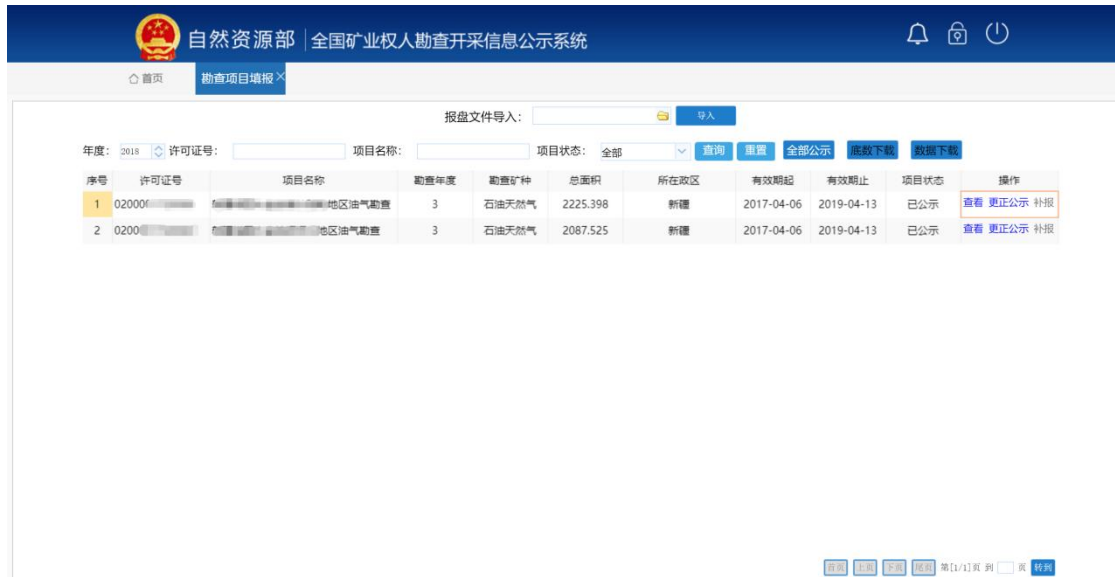 自然资源部 全国矿业权人勘查开采信息公示系统
首页 勘查项目填报
报盘文件导入: 导入
年度: 2018 许可证号: 项目名称: 项目状态: 全部 查询 重置 全部公示 底数下载 数据下载
序号 许可证号 项目名称 勘查年度 勘查矿种 总面积 所在政区 有效期起 有效期止 项目状态 操作
1 02000 地区油气勘查 3 石油天然气 2225.398 新疆 2017-04-06 2019-04-13 已公示 查看 更正公示 补报
2 0200 地区油气勘查 3 石油天然气 2087.525 新疆 2017-04-06 2019-04-13 已公示 查看 更正公示 补报
首页 上页 下页 尾页 第[1/1]页 到 页 转到